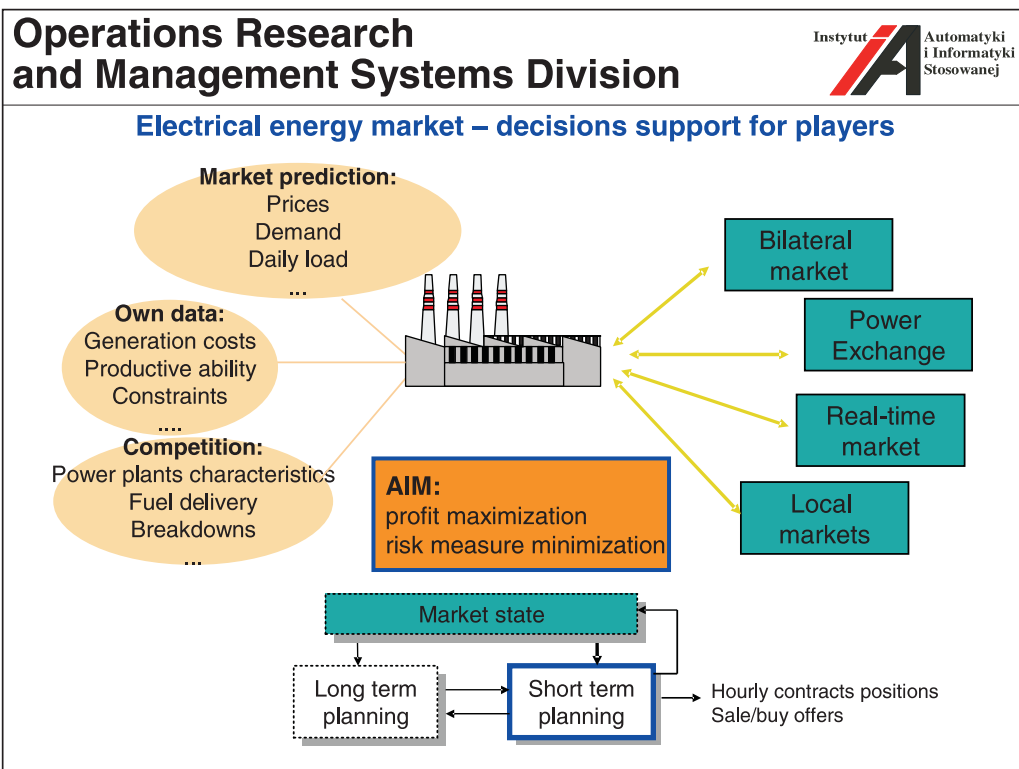 Operations Research
and Management Systems Division
Instytut
Automatyki
i Informatyki
Stosowanej
Electrical energy market – decisions support for players
Market prediction:
Prices
Demand
Daily load
...
Own data:
Generation costs
Productive ability
Constraints
....
Competition:
Power plants characteristics
Fuel delivery
Breakdowns
...
Bilateral
market
Power
Exchange
Real-time
market
Local
markets
AIM:
profit maximization
risk measure minimization
Market state
Long term
planning
Short term
planning
Hourly contracts positions
Sale/buy offers